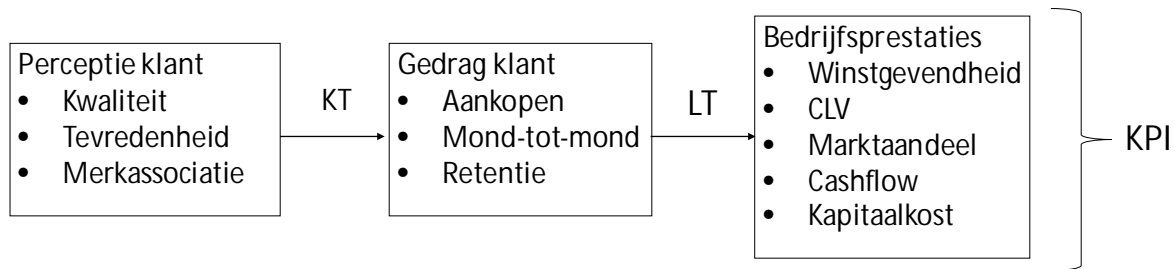 Perceptie klant
• Kwaliteit
• Tevredenheid
• Merkassociatie
KT
Gedrag klant
• Aankopen
• Mond-tot-mond
• Retentie
LT
Bedrijfsprestaties
• Winstgevendheid
• CLV
• Marktaandeel
• Cashflow
• Kapitaalkost
KPI